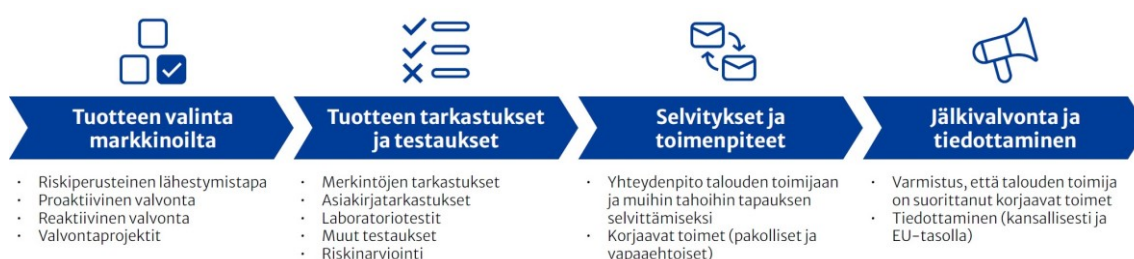 Tuotteen valinta
markkinoilta
Tuotteen tarkastukset
ja testaukset
Selvitykset ja
toimenpiteet
Jälkivalvonta ja
tiedottaminen
· Riskiperusteinen lähestymistapa
· Proaktiivinen valvonta
· Reaktiivinen valvonta
· Valvontaprojektit
· Merkintöjen tarkastukset
· Asiakirjatarkastukset
· Laboratoriotestit
· Muut testaukset
· Riskinarviointi
· Yhteydenpito talouden toimijaan
ja muihin tahoihin tapauksen
selvittämiseksi
· Korjaavat toimet (pakolliset ja
vapaaehtoiset)
· Varmistus, että talouden toimija
on suorittanut korjaavat toimet
· Tiedottaminen (kansallisesti ja
EU-tasolla)